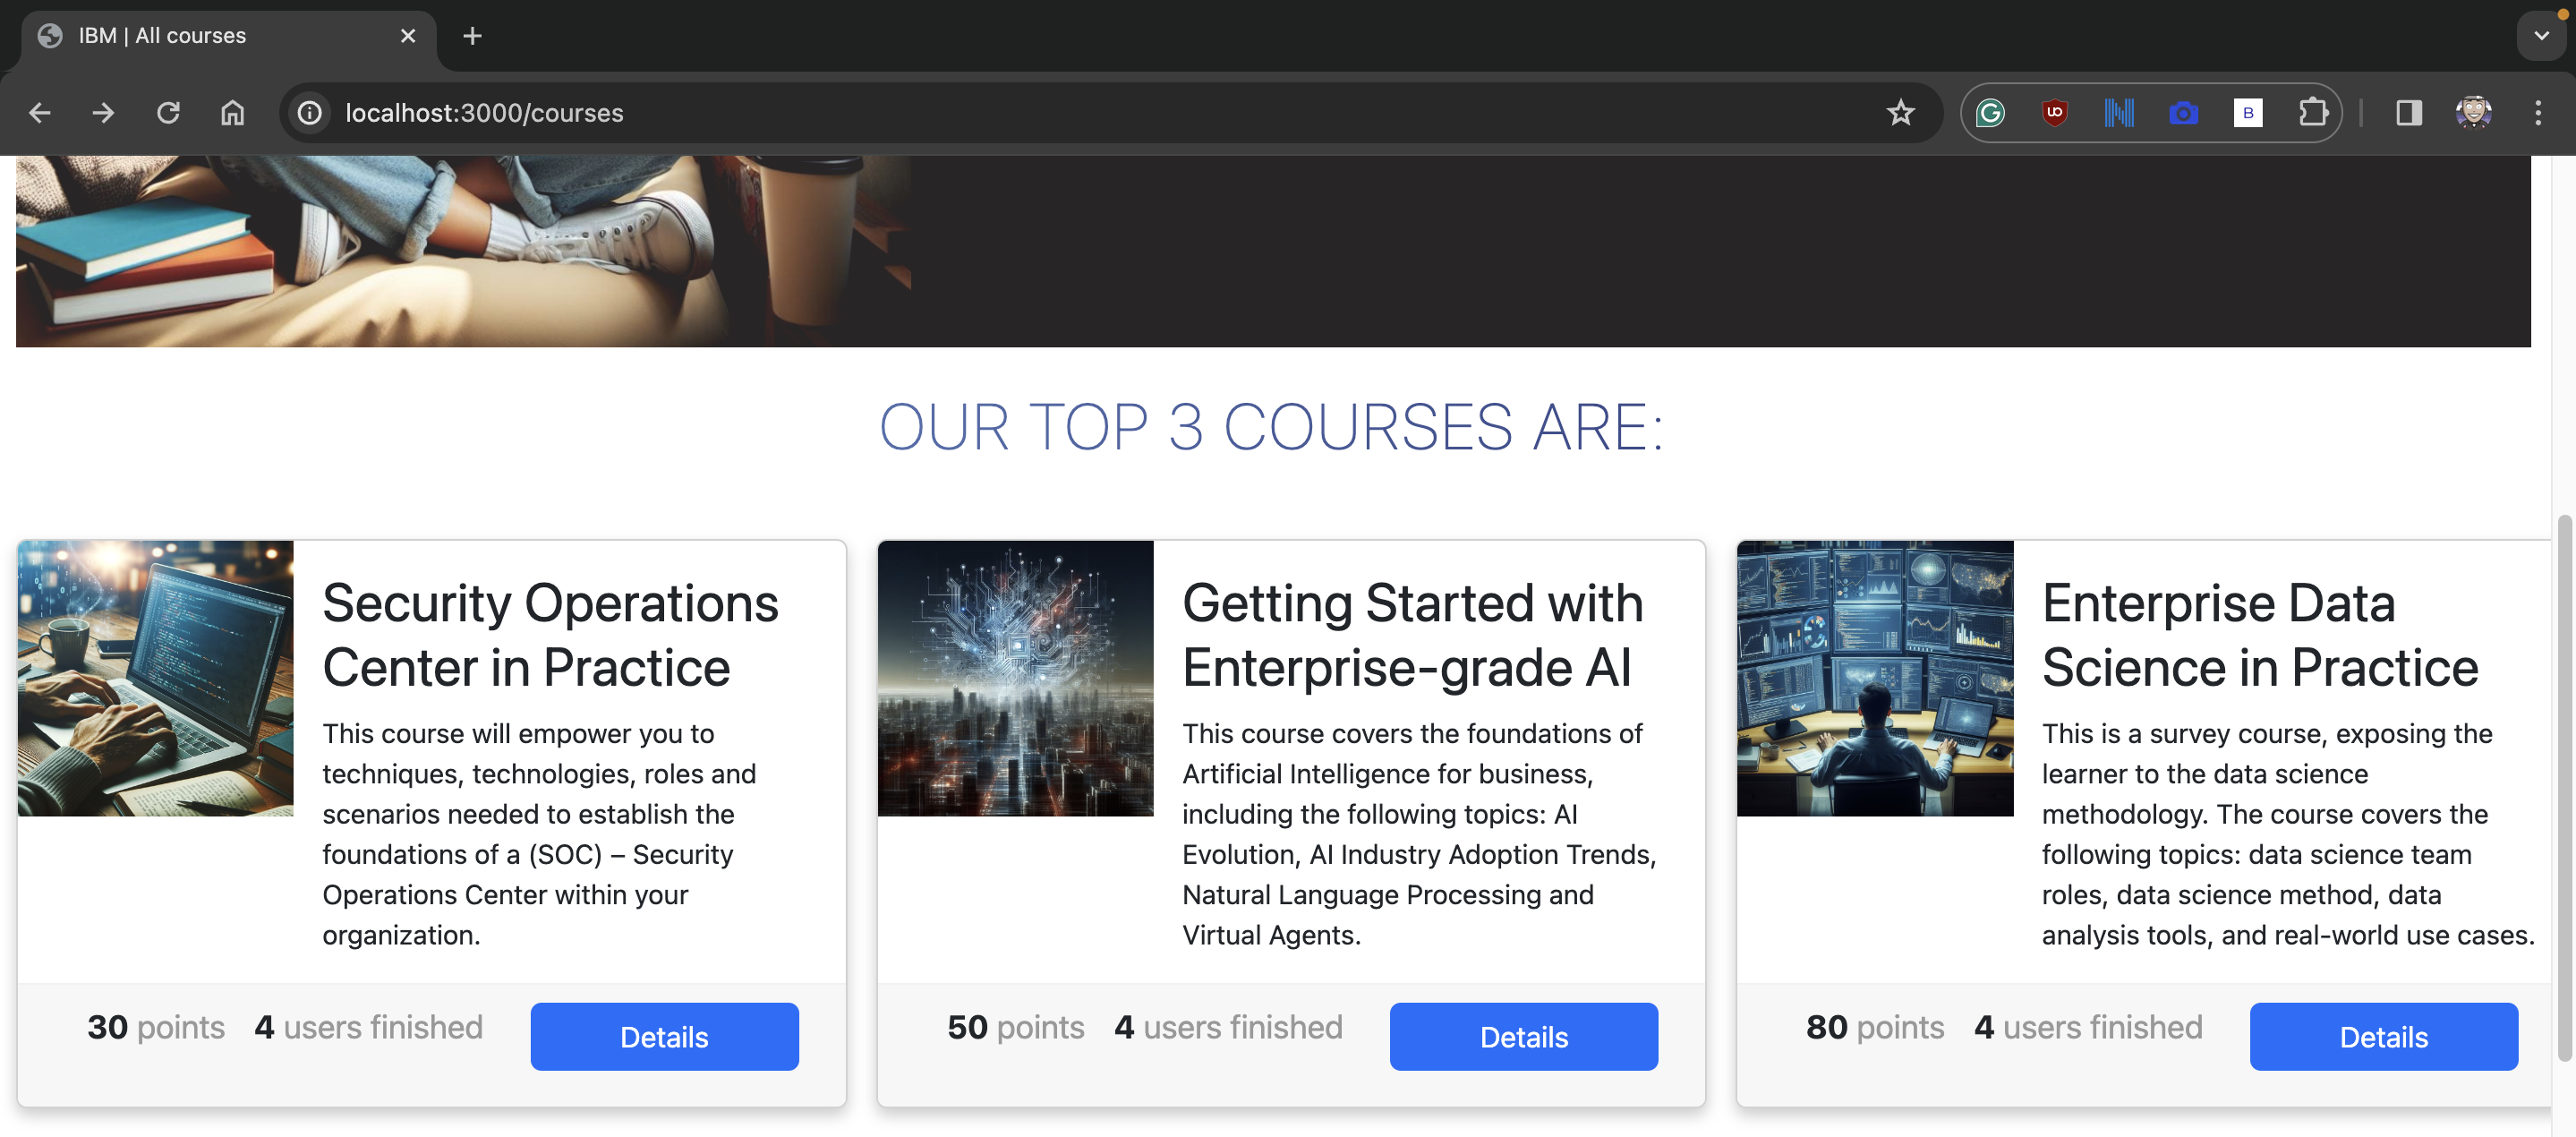 IBM | All courses
localhost:3000/courses
B
OUR TOP 3 COURSES ARE:
Security Operations
Center in Practice
This course will empower you to
techniques, technologies, roles and
scenarios needed to establish the
foundations of a (SOC) – Security
Operations Center within your
organization.
30 points 4 users finished Details
Getting Started with
Enterprise-grade AI
This course covers the foundations of
Artificial Intelligence for business,
including the following topics: AI
Evolution, AI Industry Adoption Trends,
Natural Language Processing and
Virtual Agents.
50 points 4 users finished Details
Enterprise Data
Science in Practice
This is a survey course, exposing the
learner to the data science
methodology. The course covers the
following topics: data science team
roles, data science method, data
analysis tools, and real-world use cases.
80 points 4 users finished Details